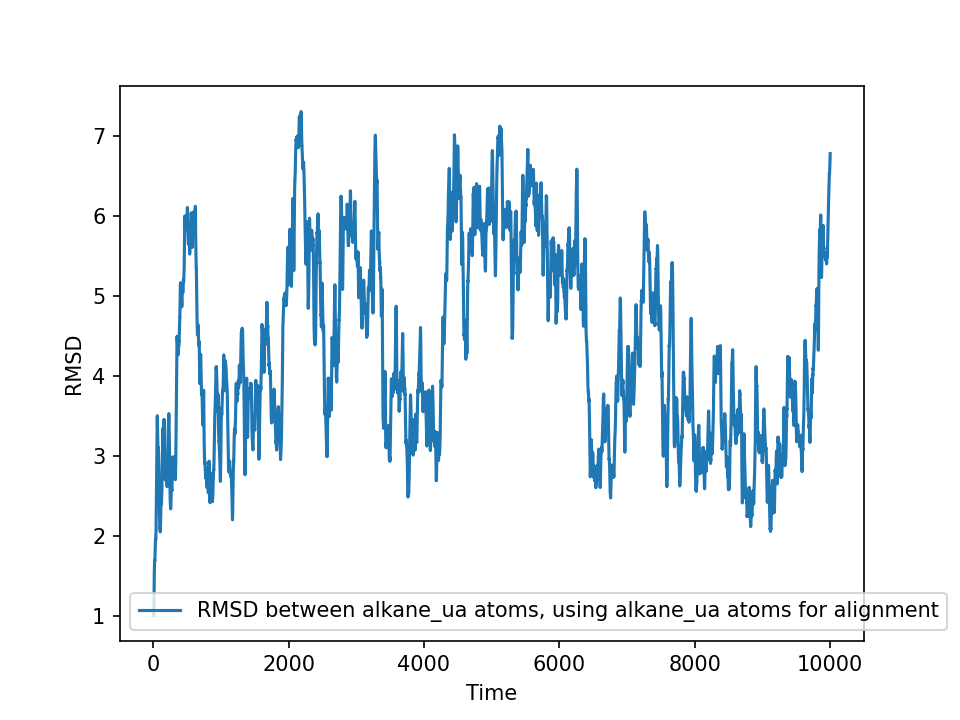 7
6
5
4
3
2
1
RMSD
RMSD between alkane_ua atoms, using alkane_ua atoms for alignment
0 2000 4000 6000 8000 10000
Time